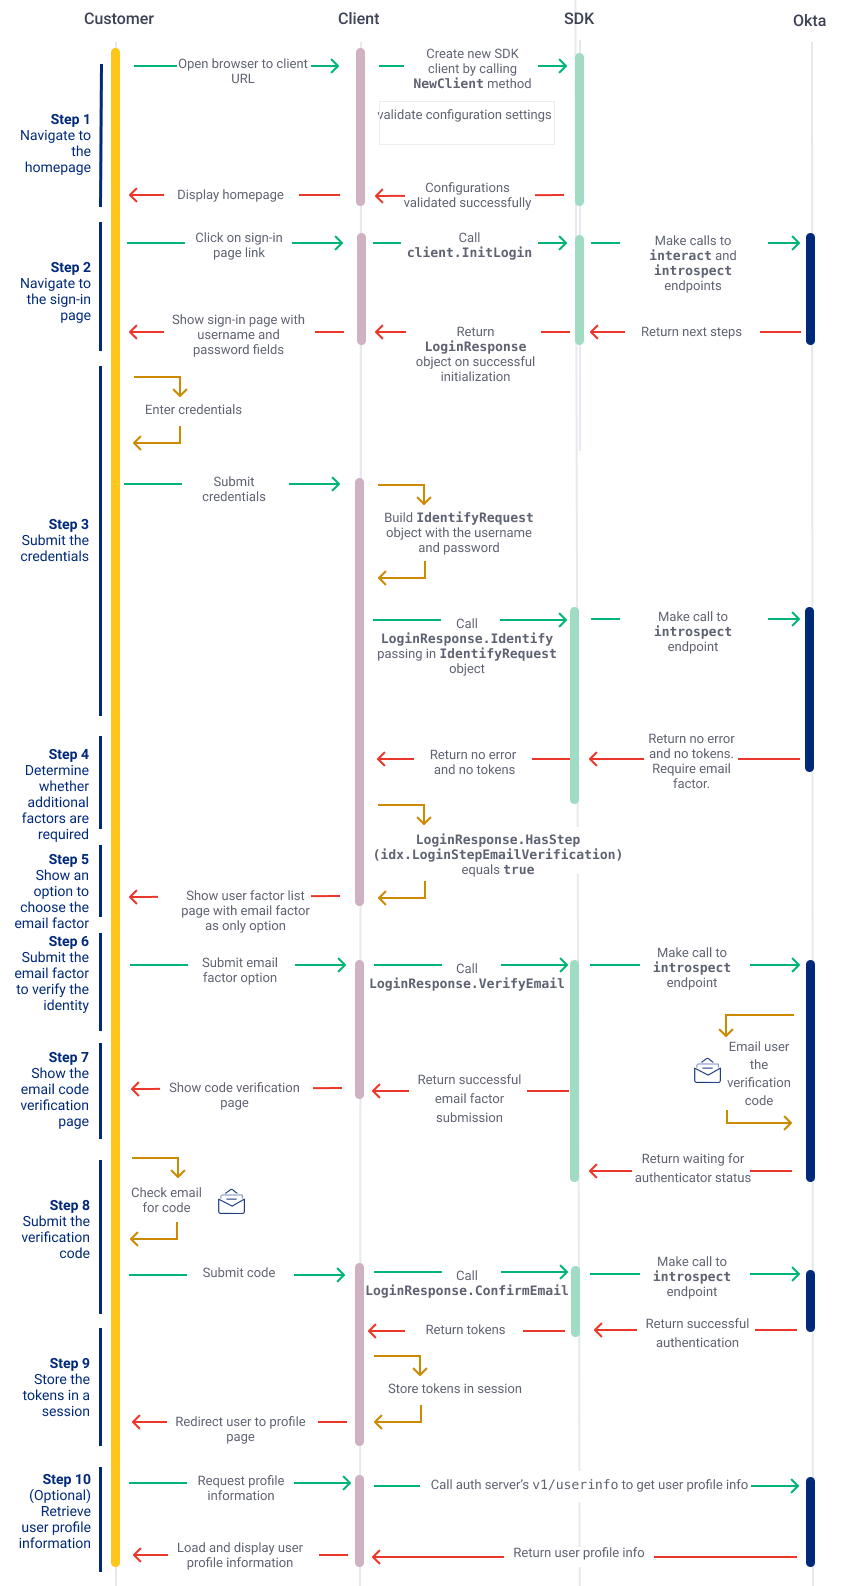 Customer
Client
SDK
Okta
Step 1
Navigate to
the
homepage
Open browser to client
URL
Create new SDK
client by calling
NewClient method
validate configuration settings
Configurations
validated successfully
Display homepage
Step 2
Navigate to
the sign-in
page
Click on sign-in
page link
Call
client.InitLogin
Make calls to
interact and
introspect
endpoints
Return next steps
Return
LoginResponse
object on successful
initialization
Show sign-in page with
username and
password fields
Step 3
Submit the
credentials
Enter credentials
Submit
credentials
Build IdentifyRequest
object with the username
and password
Call
LoginResponse.Identify
passing in IdentifyRequest
object
Make call to
introspect
endpoint
Step 4
Determine
whether
additional
factors are
required
Return no error
and no tokens.
Require email
factor.
Return no error
and no tokens
LoginResponse.HasStep
(idx.LoginStepEmailVerification)
equals true
Step 5
Show an
option to
choose the
email factor
Show user factor list
page with email factor
as only option
Step 6
Submit the
email factor
to verify the
identity
Submit email
factor option
Call
LoginResponse.VerifyEmail
Make call to
introspect
endpoint
Email user
the
verification
code
Step 7
Show the
email code
verification
page
Show code verification
page
Return successful
email factor
submission
Return waiting for
authenticator status
Step 8
Submit the
verification
code
Check email
for code
Submit code
Call
LoginResponse.ConfirmEmail
Make call to
introspect
endpoint
Return successful
authentication
Return tokens
Step 9
Store the
tokens in a
session
Store tokens in session
Redirect user to profile
page
Step 10
(Optional)
Retrieve
user profile
information
Request profile
information
Call auth server's v1/userinfo to get user profile info
Return user profile info
Load and display user
profile information